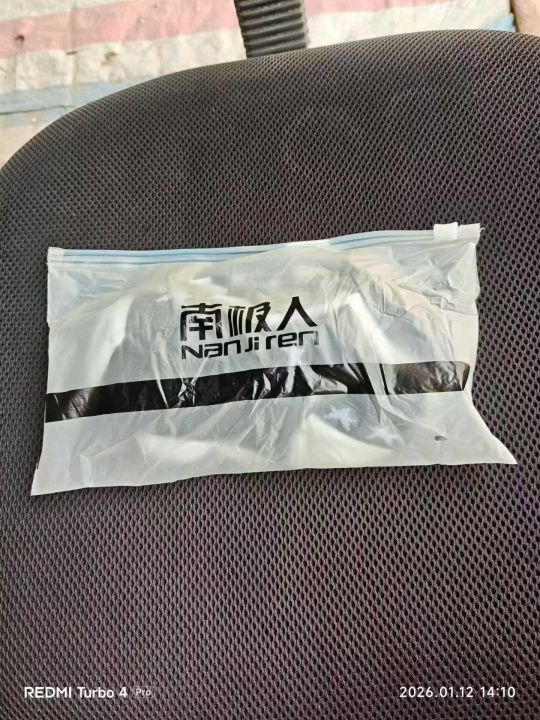 南极人
NanJiren
REDMI Turbo 4 Pro
2026.01.12 14:10